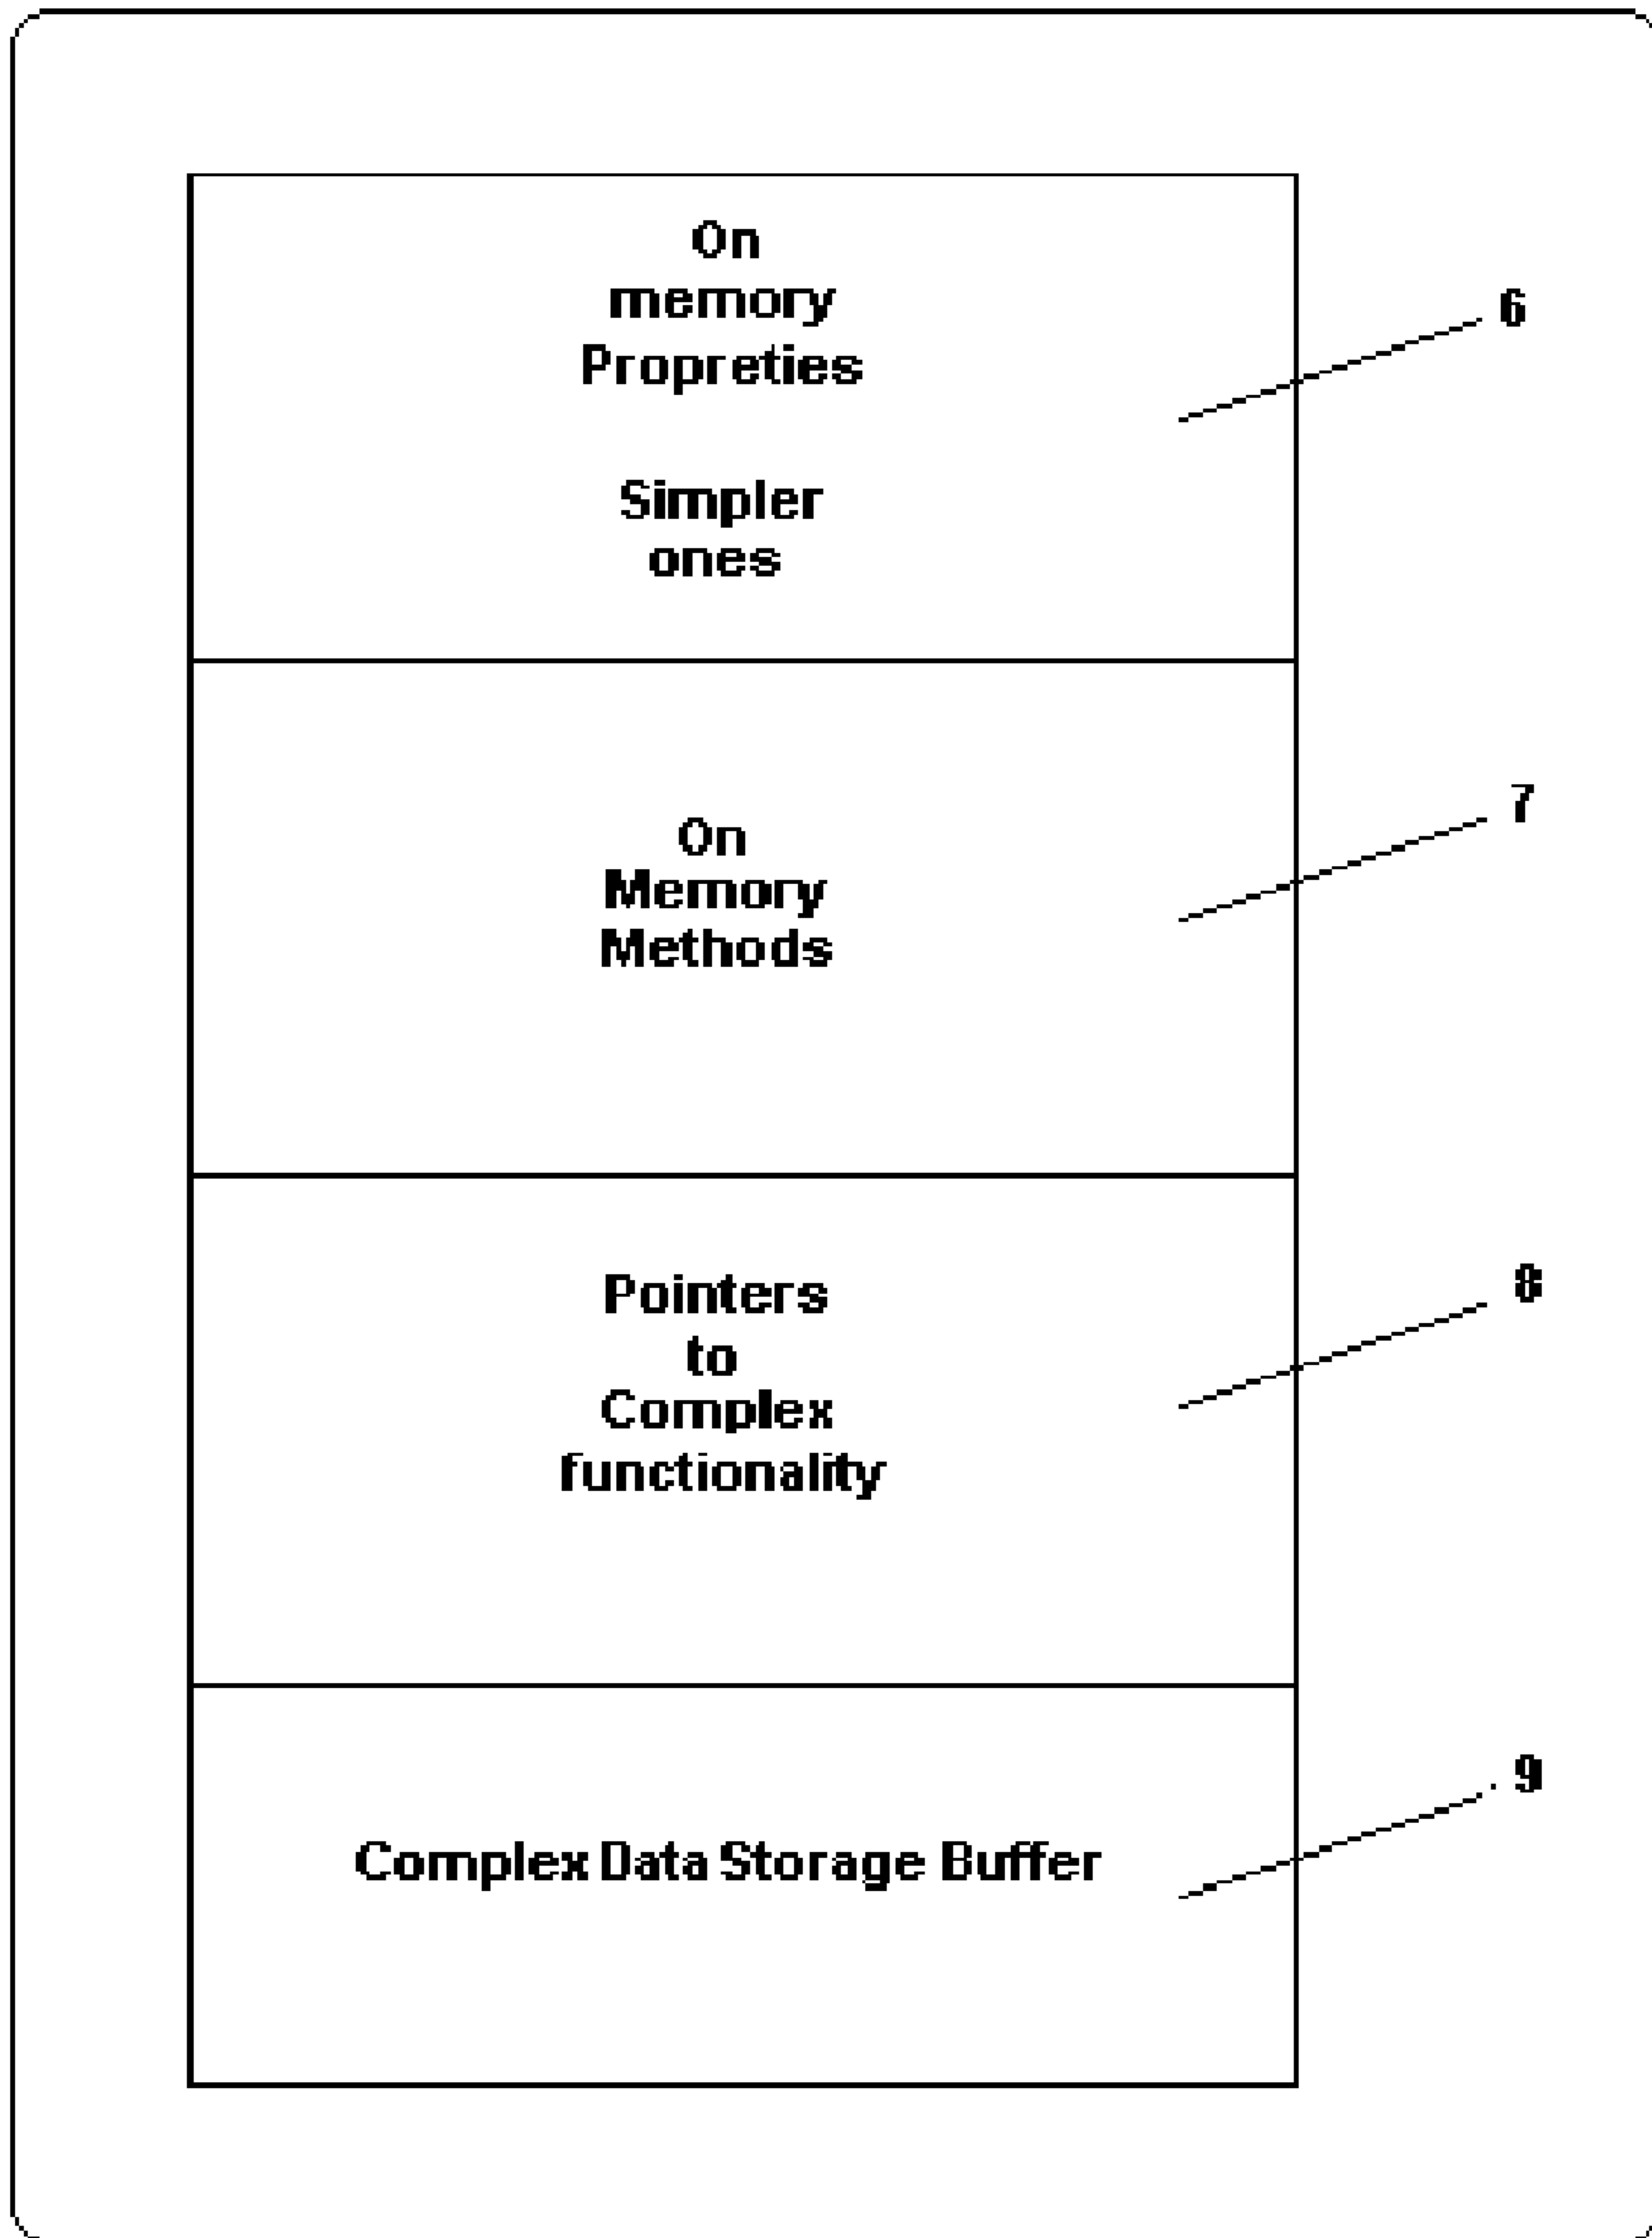 On
memory
Propreties
6
Simpler
ones
On
Memory
Methods
7
Pointers
to
Complex
functionality
8
Complex Data Storage Buffer
9